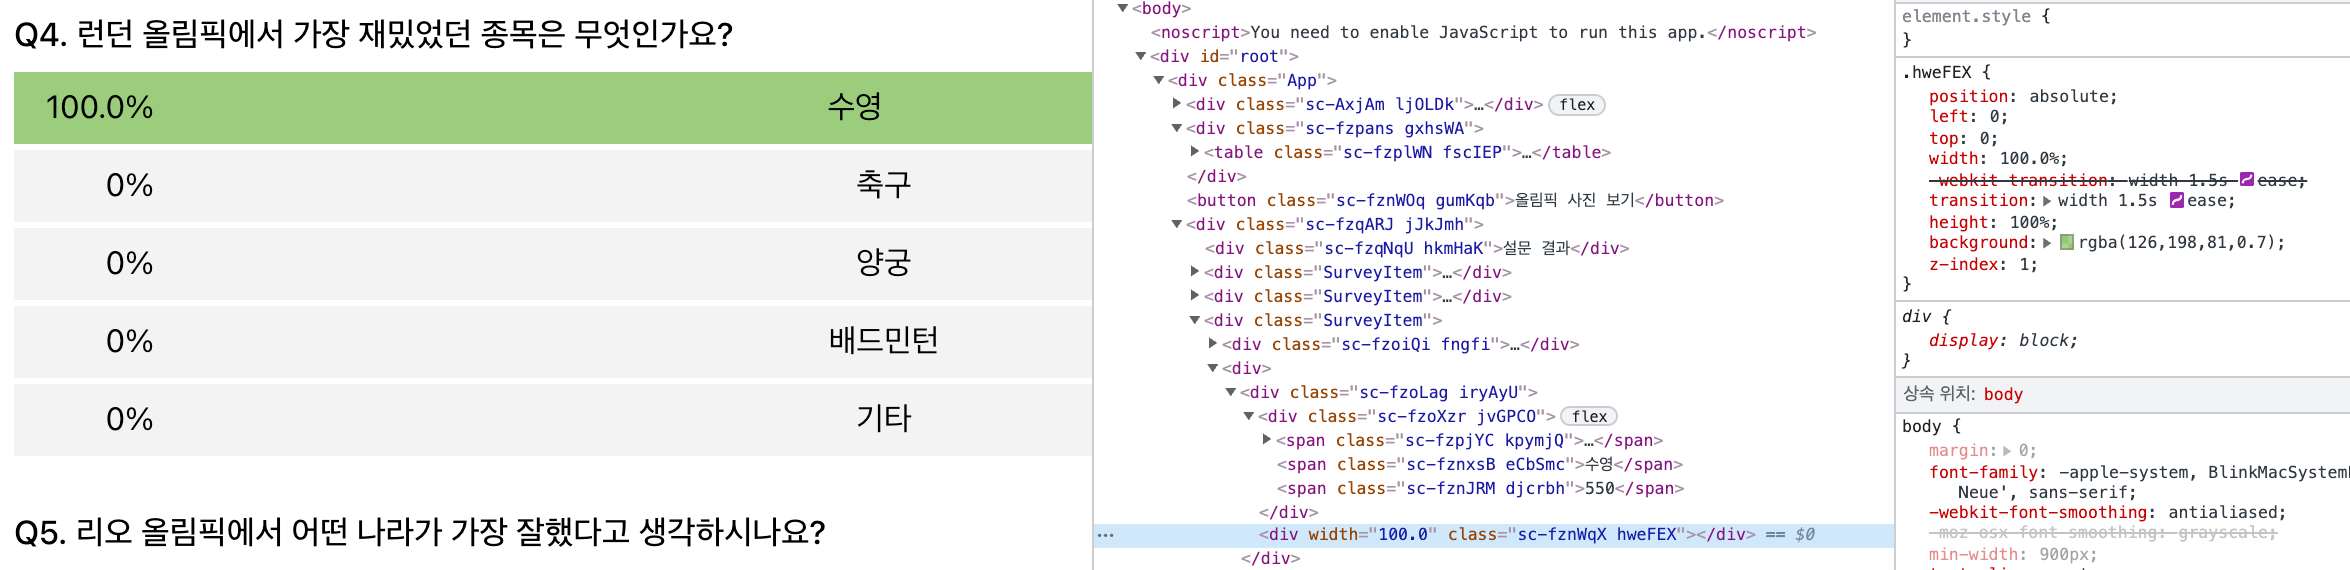 Q4. 런던 올림픽에서 가장 재밌었던 종목은 무엇인가요?
100.0% 수영
0% 축구
0% 양궁
0% 배드민턴
0% 기타
Q5. 리오 올림픽에서 어떤 나라가 가장 잘했다고 생각하시나요?
▼<body>
<noscript>You need to enable JavaScript to run this app.</noscript>
▼<div id="root">
▼<div class="App">
▶<div class="sc-AxjAm ljOLDk">…</div> flex
▼<div class="sc-fzpans gxhsWA">
▶<table class="sc-fzplWN fscIEP">…</table>
</div>
<button class="sc-fznWOq gumKqb">올림픽 사진 보기</button>
▼<div class="sc-fzqARJ jJkJmh">
<div class="sc-fzqNqU hkmHaK">설문 결과</div>
▶<div class="SurveyItem">…</div>
▶<div class="SurveyItem">…</div>
▼<div class="SurveyItem">
▶<div class="sc-fzoiQi fngfi">…</div>
▼<div>
▼<div class="sc-fzoLag iryAyU">
▼<div class="sc-fzoXzr jvGPCO"> flex
▶<span class="sc-fzpjYC kpymjQ">…</span>
<span class="sc-fznxsB eCbSmc">수영</span>
<span class="sc-fznJRM djcrbh">550</span>
</div>
… <div width="100.0" class="sc-fznWqX hweFEX"></div> == $0
</div>
element.style {
}
.hweFEX {
position: absolute;
left: 0;
top: 0;
width: 100.0%;
-webkit-transition: width 1.5s ease;
transition: ▶ width 1.5s ease;
height: 100%;
background: ▶ rgba(126,198,81,0.7);
z-index: 1;
}
div {
display: block;
}
상속 위치: body
body {
margin: ▶ 0;
font-family: -apple-system, BlinkMacSystem
Neue', sans-serif;
-webkit-font-smoothing: antialiased;
-moz-osx-font-smoothing: grayscale;
min-width: 900px;